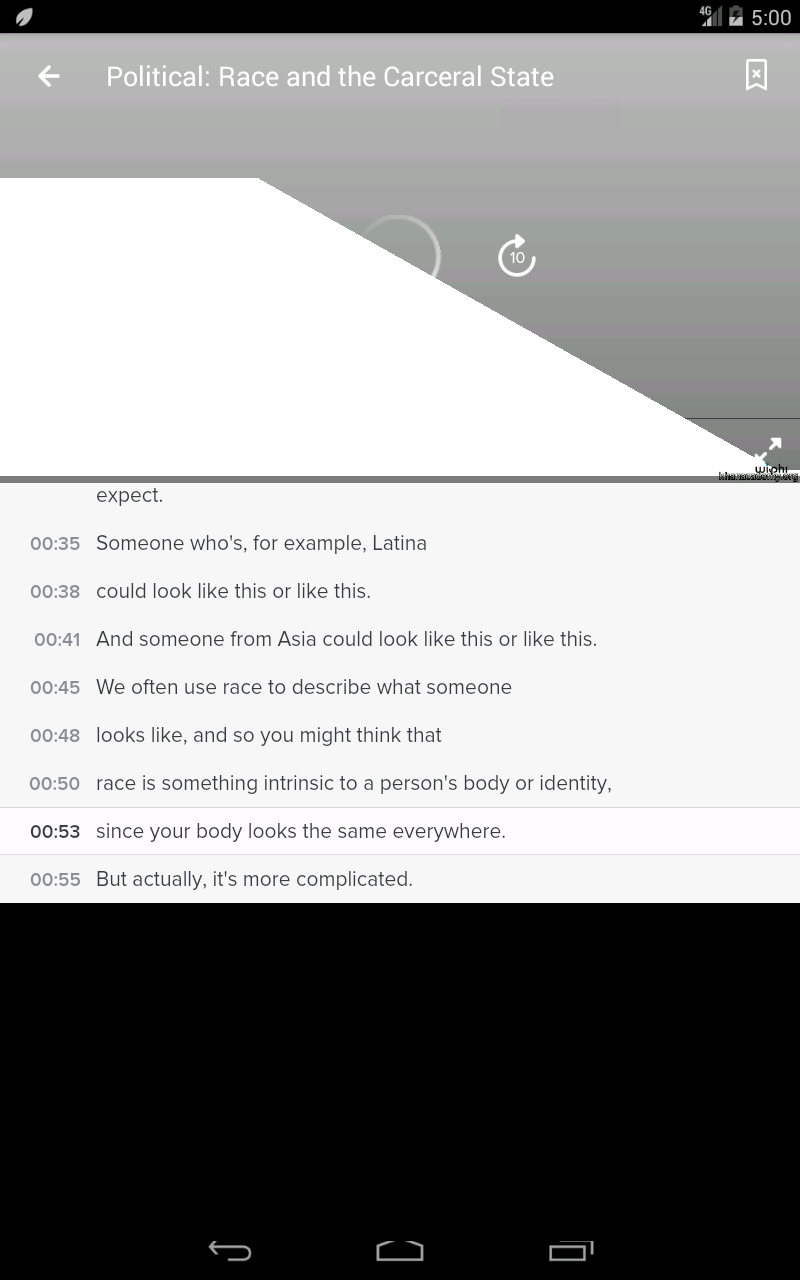 4G 5:00
Political: Race and the Carceral State
10
wi phi
khanacademy.org
expect.
00:35 Someone who's, for example, Latina
00:38 could look like this or like this.
00:41 And someone from Asia could look like this or like this.
00:45 We often use race to describe what someone
00:48 looks like, and so you might think that
00:50 race is something intrinsic to a person's body or identity,
00:53 since your body looks the same everywhere.
00:55 But actually, it's more complicated.